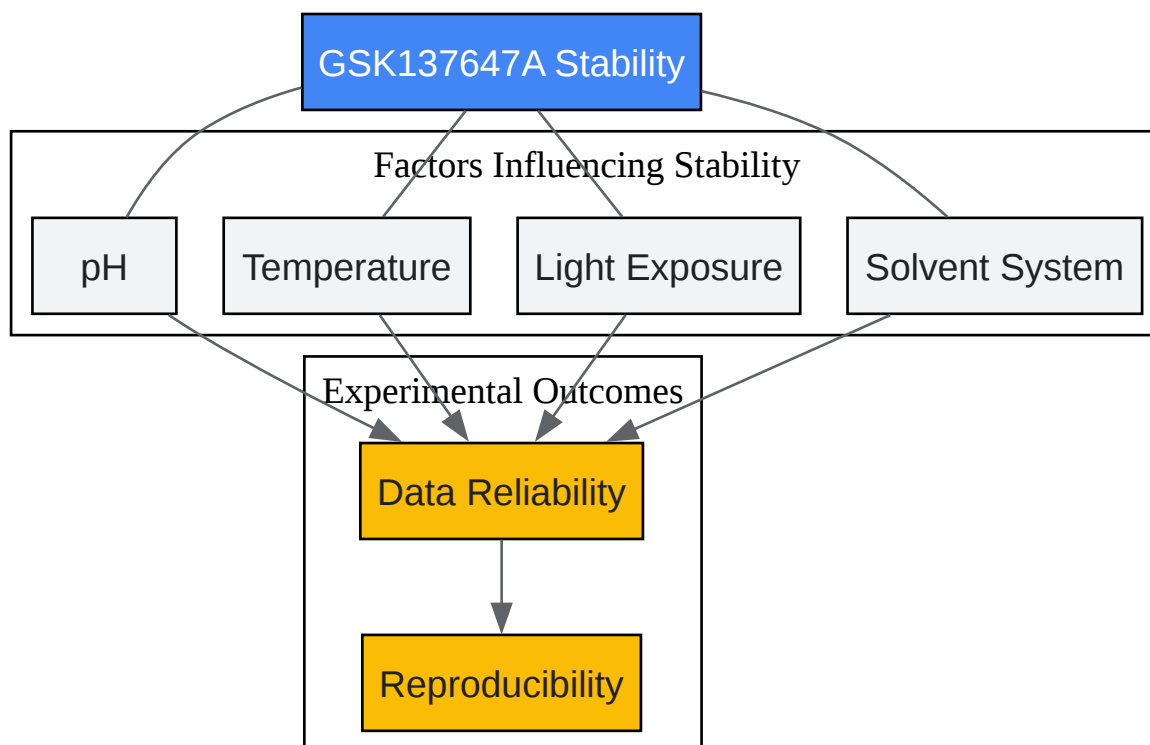 GSK137647A Stability
Factors Influencing Stability
pH
Temperature
Light Exposure
Solvent System
Experimental Outcomes
Data Reliability
Reproducibility